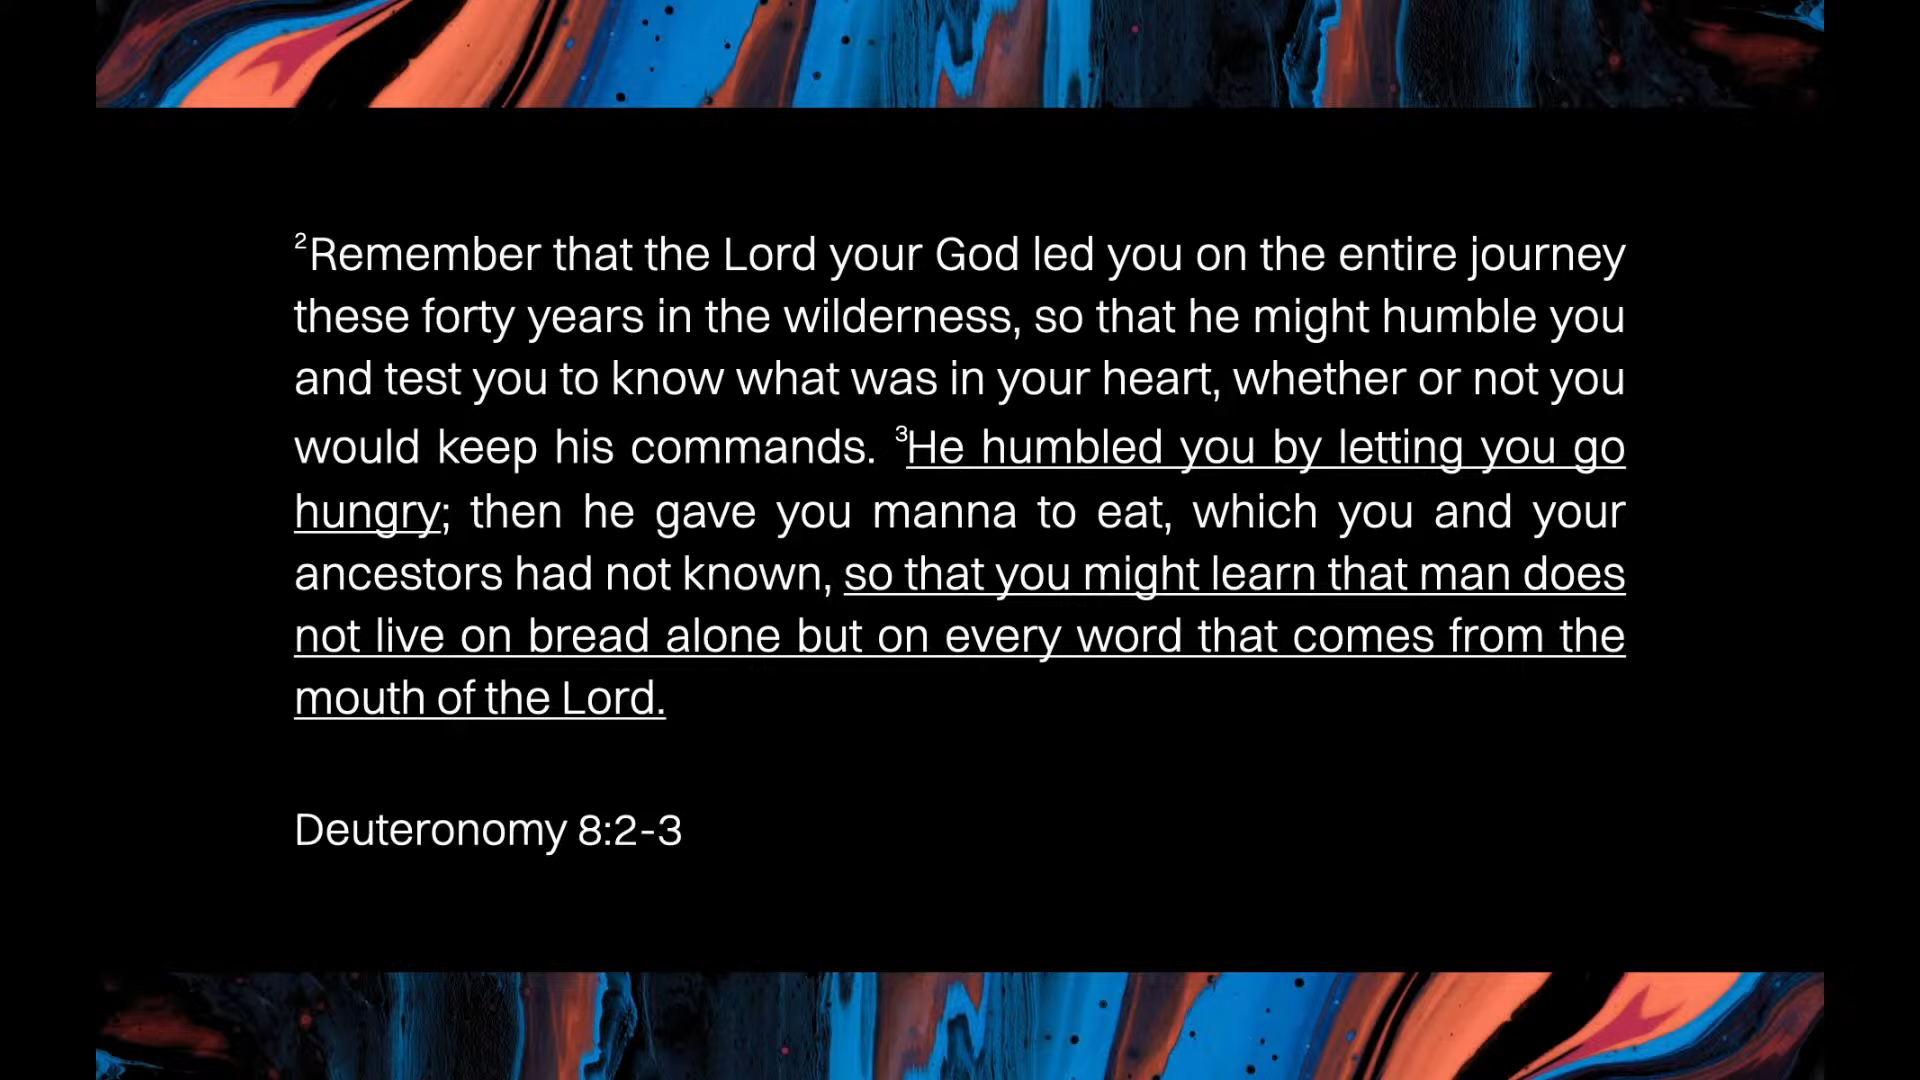 ²Remember that the Lord your God led you on the entire journey
these forty years in the wilderness, so that he might humble you
and test you to know what was in your heart, whether or not you
would keep his commands. ³He humbled you by letting you go
hungry; then he gave you manna to eat, which you and your
ancestors had not known, so that you might learn that man does
not live on bread alone but on every word that comes from the
mouth of the Lord.
Deuteronomy 8:2-3